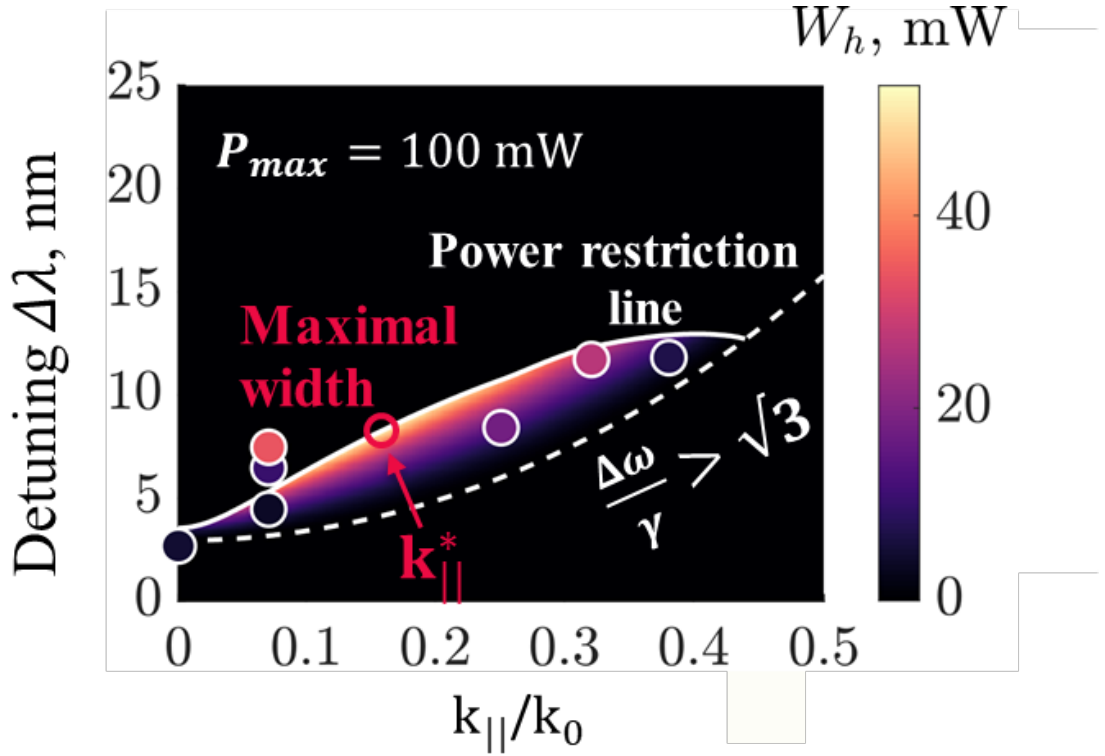 W_h, mW
25
20
15
10
5
0
Detuning Δλ, nm
P_max = 100 mW
Power restriction
line
Maximal
width
k*_||
Δω/γ > √3
40
20
0
0 0.1 0.2 0.3 0.4 0.5
k_||/k_0